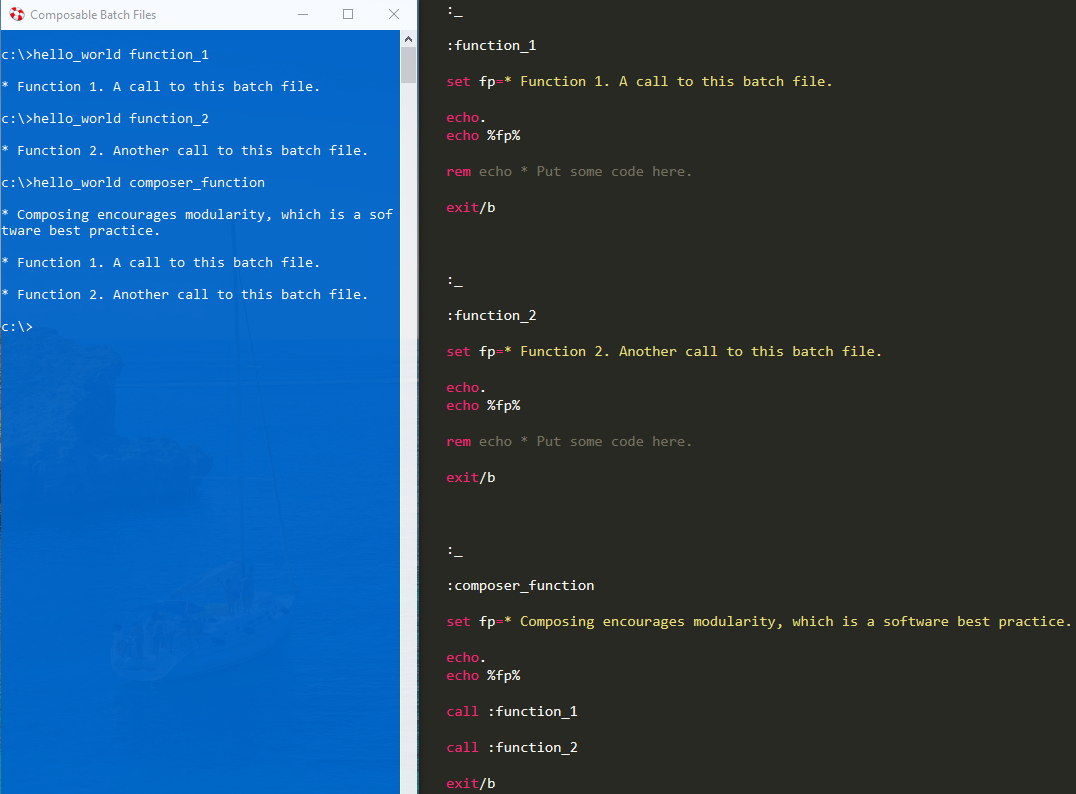 Composable Batch Files
c:\>hello_world function_1
* Function 1. A call to this batch file.
c:\>hello_world function_2
* Function 2. Another call to this batch file.
c:\>hello_world composer_function
* Composing encourages modularity, which is a sof
tware best practice.
* Function 1. A call to this batch file.
* Function 2. Another call to this batch file.
c:\>
:_
:function_1
set fp=* Function 1. A call to this batch file.
echo.
echo %fp%
rem echo * Put some code here.
exit/b
:_
:function_2
set fp=* Function 2. Another call to this batch file.
echo.
echo %fp%
rem echo * Put some code here.
exit/b
:_
:composer_function
set fp=* Composing encourages modularity, which is a software best practice.
echo.
echo %fp%
call :function_1
call :function_2
exit/b